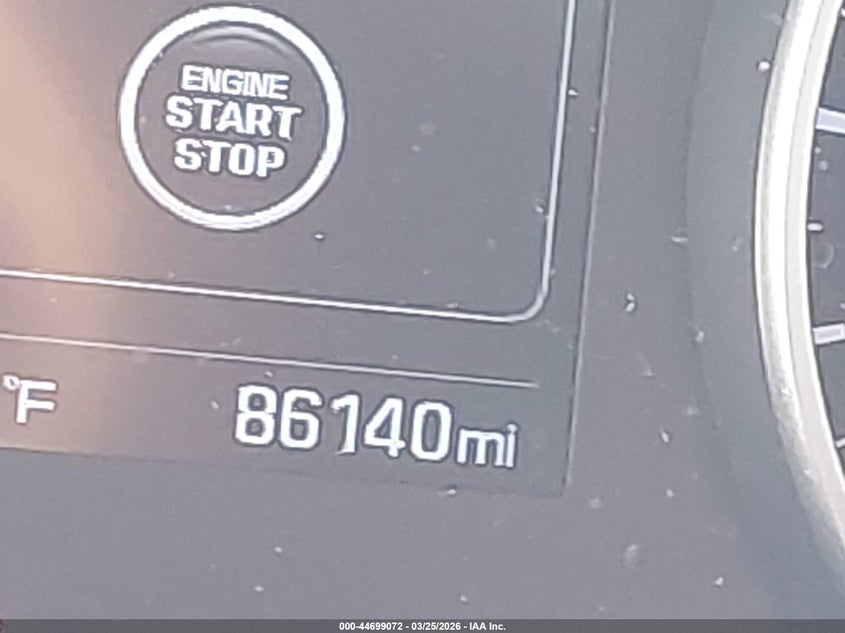 ENGINE
START
STOP
°F
86140mi
000-44699072 - 03/25/2026 - IAA Inc.